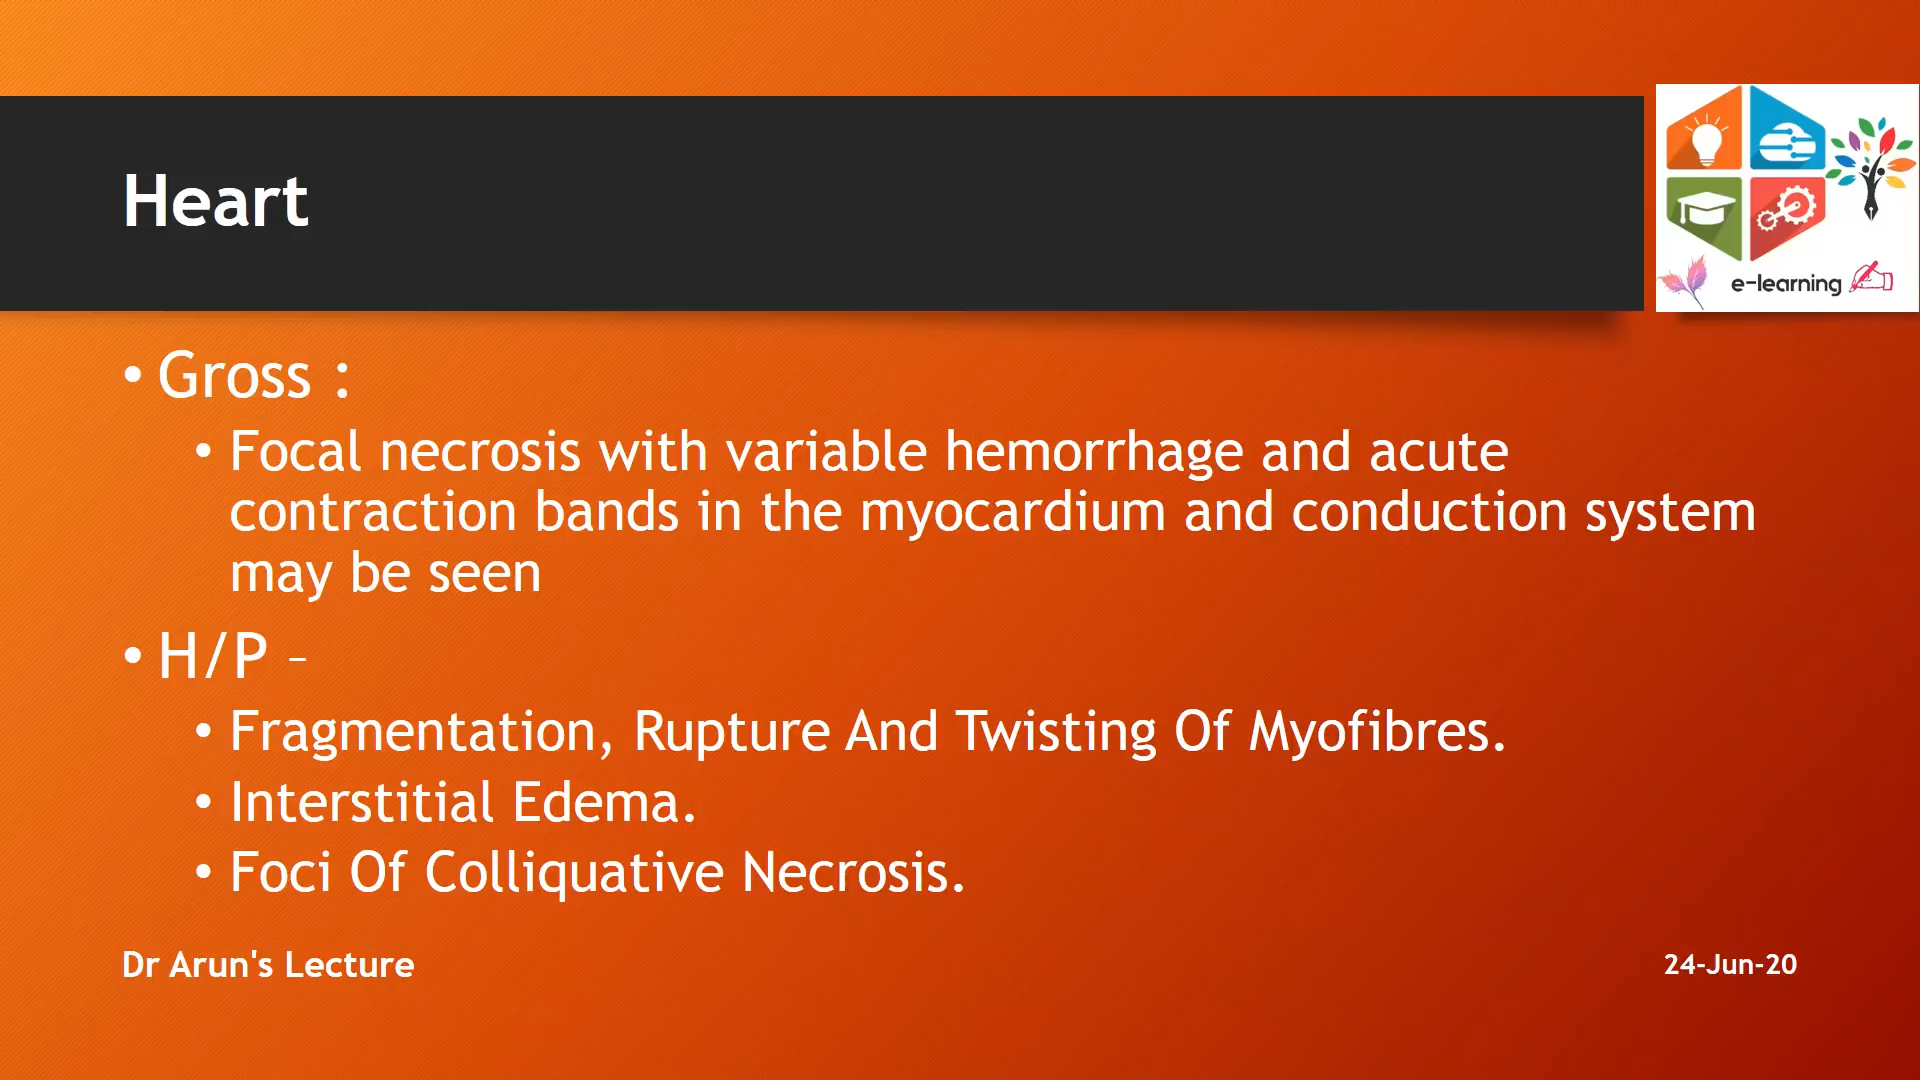 Heart
e-learning
• Gross :
• Focal necrosis with variable hemorrhage and acute
contraction bands in the myocardium and conduction system
may be seen
• H/P –
• Fragmentation, Rupture And Twisting Of Myofibres.
• Interstitial Edema.
• Foci Of Colliquative Necrosis.
Dr Arun's Lecture
24-Jun-20